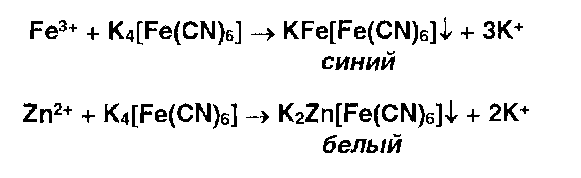 Fe³⁺ + K₄[Fe(CN)₆] → KFe[Fe(CN)₆]↓ + 3K⁺
синий
Zn²⁺ + K₄[Fe(CN)₆] → K₂Zn[Fe(CN)₆]↓ + 2K⁺
белый